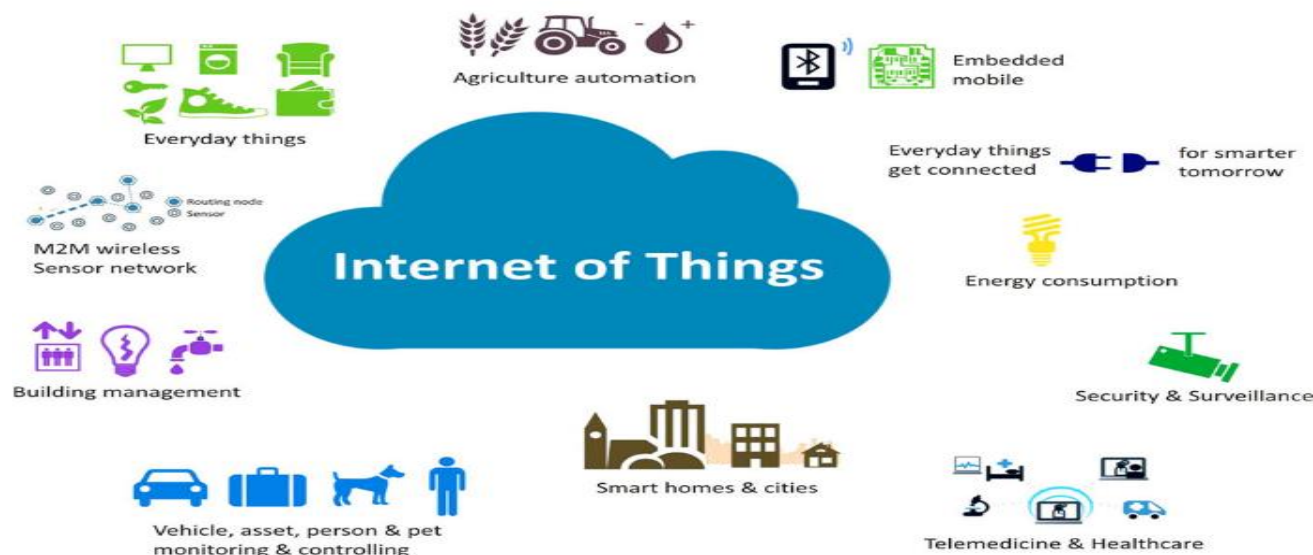 Agriculture automation
Embedded
mobile
Everyday things
Everyday things
get connected
for smarter
tomorrow
Routing node
Sensor
M2M wireless
Sensor network
Internet of Things
Energy consumption
Building management
Security & Surveillance
Smart homes & cities
Vehicle, asset, person & pet
monitoring & controlling
Telemedicine & Healthcare